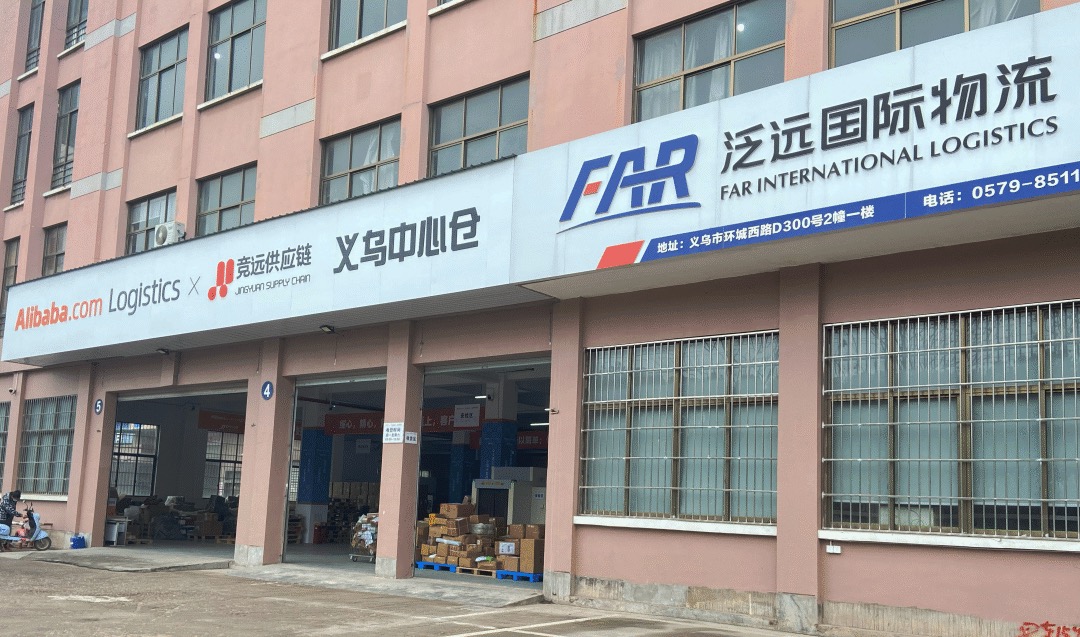 Alibaba.com Logistics × 竞远供应链
JINGYUAN SUPPLY CHAIN
义乌中心仓
FAR
泛远国际物流
FAR INTERNATIONAL LOGISTICS
地址：义乌市环城西路D300号2幢一楼
电话：0579-8511
5
4